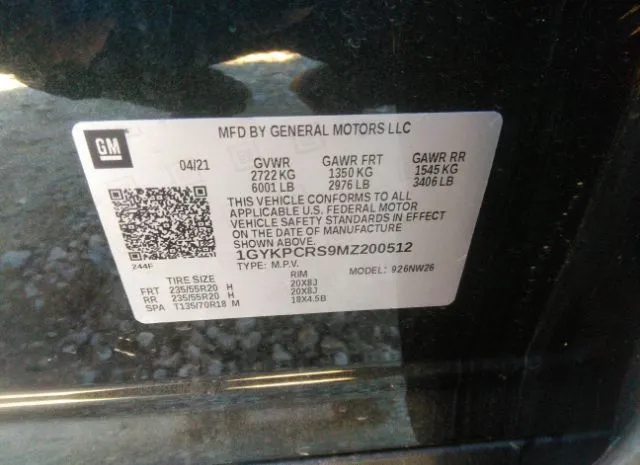 GM
MFD BY GENERAL MOTORS LLC
04/21 GVWR GAWR FRT GAWR RR
2722 KG 1350 KG 1545 KG
6001 LB 2976 LB 3406 LB
THIS VEHICLE CONFORMS TO ALL
APPLICABLE U.S. FEDERAL MOTOR
VEHICLE SAFETY STANDARDS IN EFFECT
ON THE DATE OF MANUFACTURE
SHOWN ABOVE.
1GYKPCRS9MZ200512
244F TYPE: M.P.V. MODEL: 926NW26
TIRE SIZE RIM
FRT 235/55R20 H 20X8J
RR 235/55R20 H 20X8J
SPA T135/70R18 M 18X4.5B